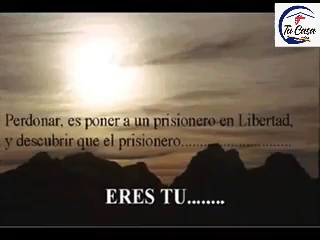 Tu Casa
Perdonar, es poner a un prisionero en Libertad,
y descubrir que el prisionero............................
ERES TU........